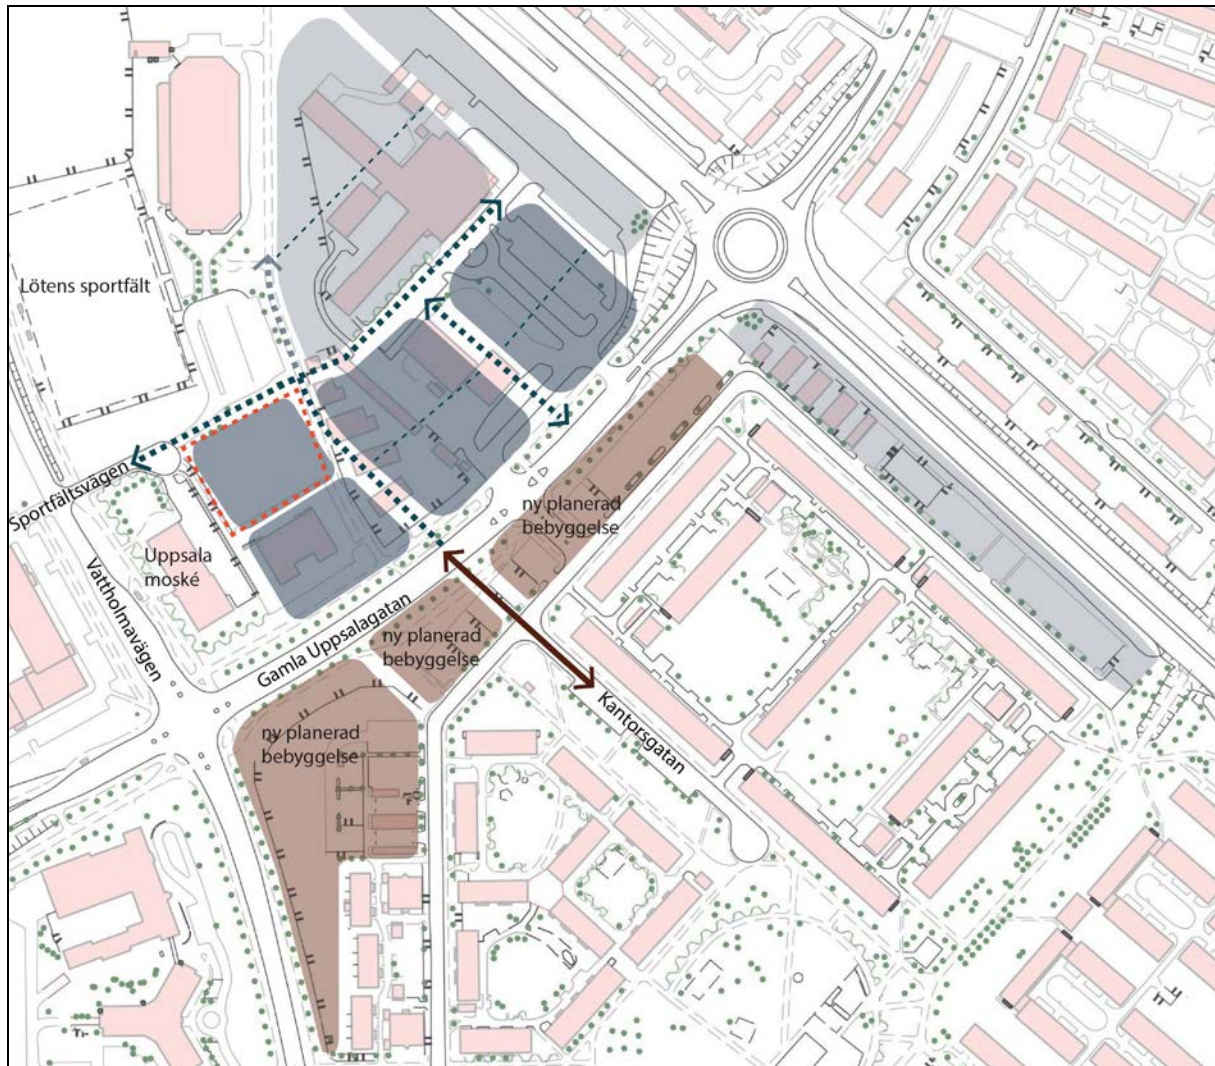 Lötens sportfält
Sportfältsvägen
Uppsala
moské
Vattholmavägen
Gamla Uppsalagatan
ny planerad
bebyggelse
ny planerad
bebyggelse
ny planerad
bebyggelse
Kantorsgatan